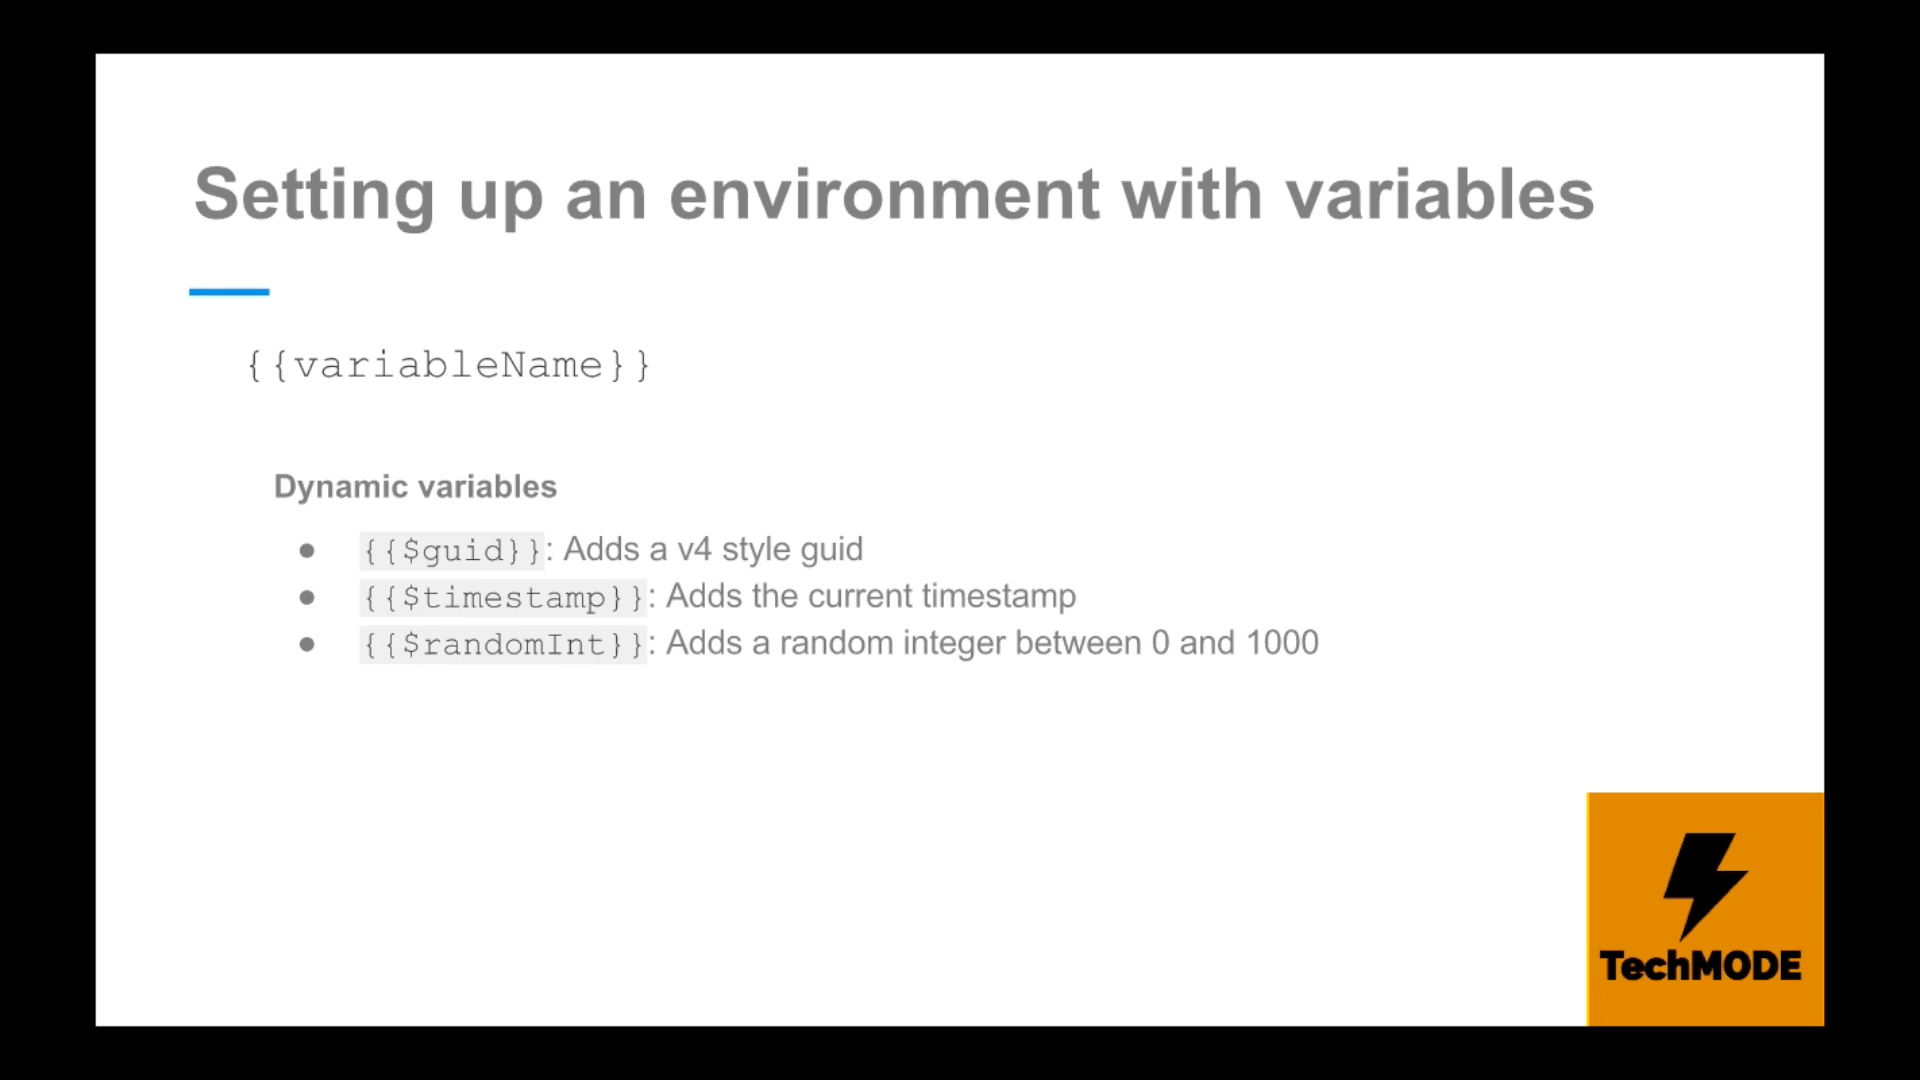 Setting up an environment with variables
{{variableName}}
Dynamic variables
● {{$guid}}: Adds a v4 style guid
● {{$timestamp}}: Adds the current timestamp
● {{$randomInt}}: Adds a random integer between 0 and 1000
TechMODE